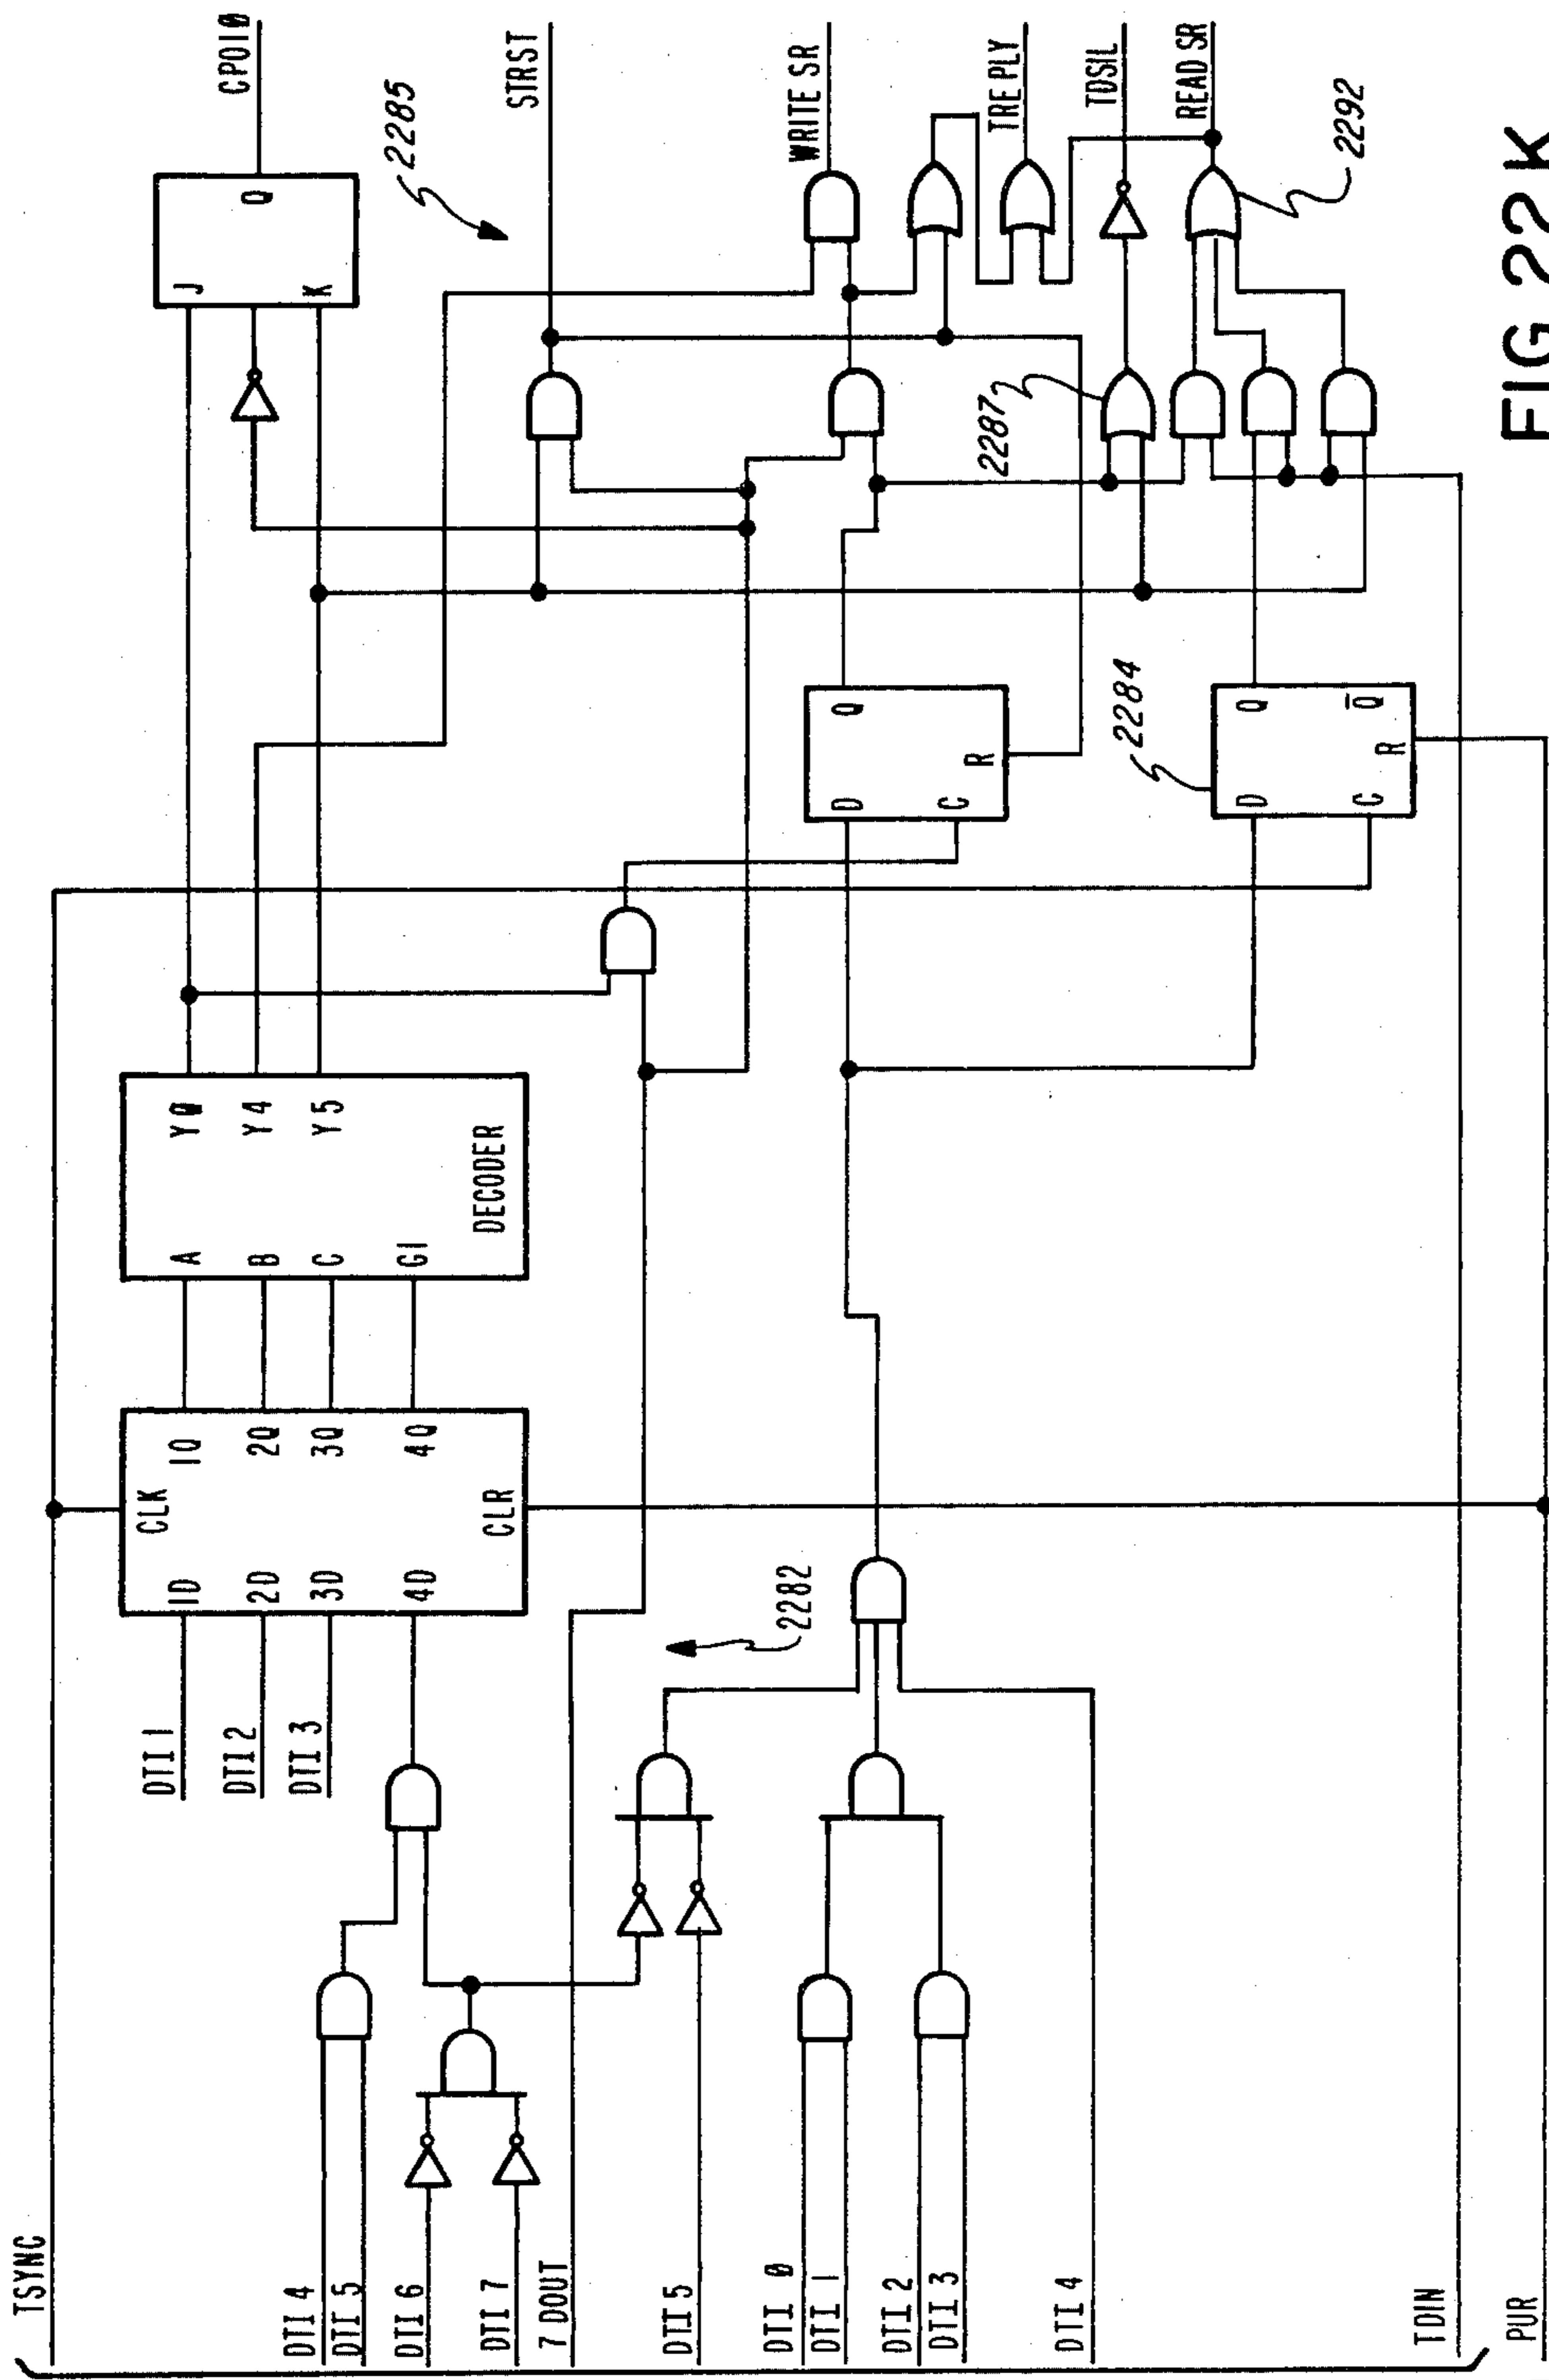 TSYNC
DTI 4
DTI 5
DTI 6
DTI 7
7 DOUT
DTI 5
DTI 0
DTI 1
DTI 2
DTI 3
DTI 4
TDIN
PUR
DTI 1
DTI 2
DTI 3
2282
CLK
1D 1Q
2D 2Q
3D 3Q
4D 4Q
CLR
A Y0
B Y4
C Y5
G1
DECODER
D Q
C
R
2284
D Q
Q̅
C R
J
Q
K
2285
2287
2292
CPO10
STRST
WRITE SR
TREPLY
TDSIL
READ SR
FIG 22K